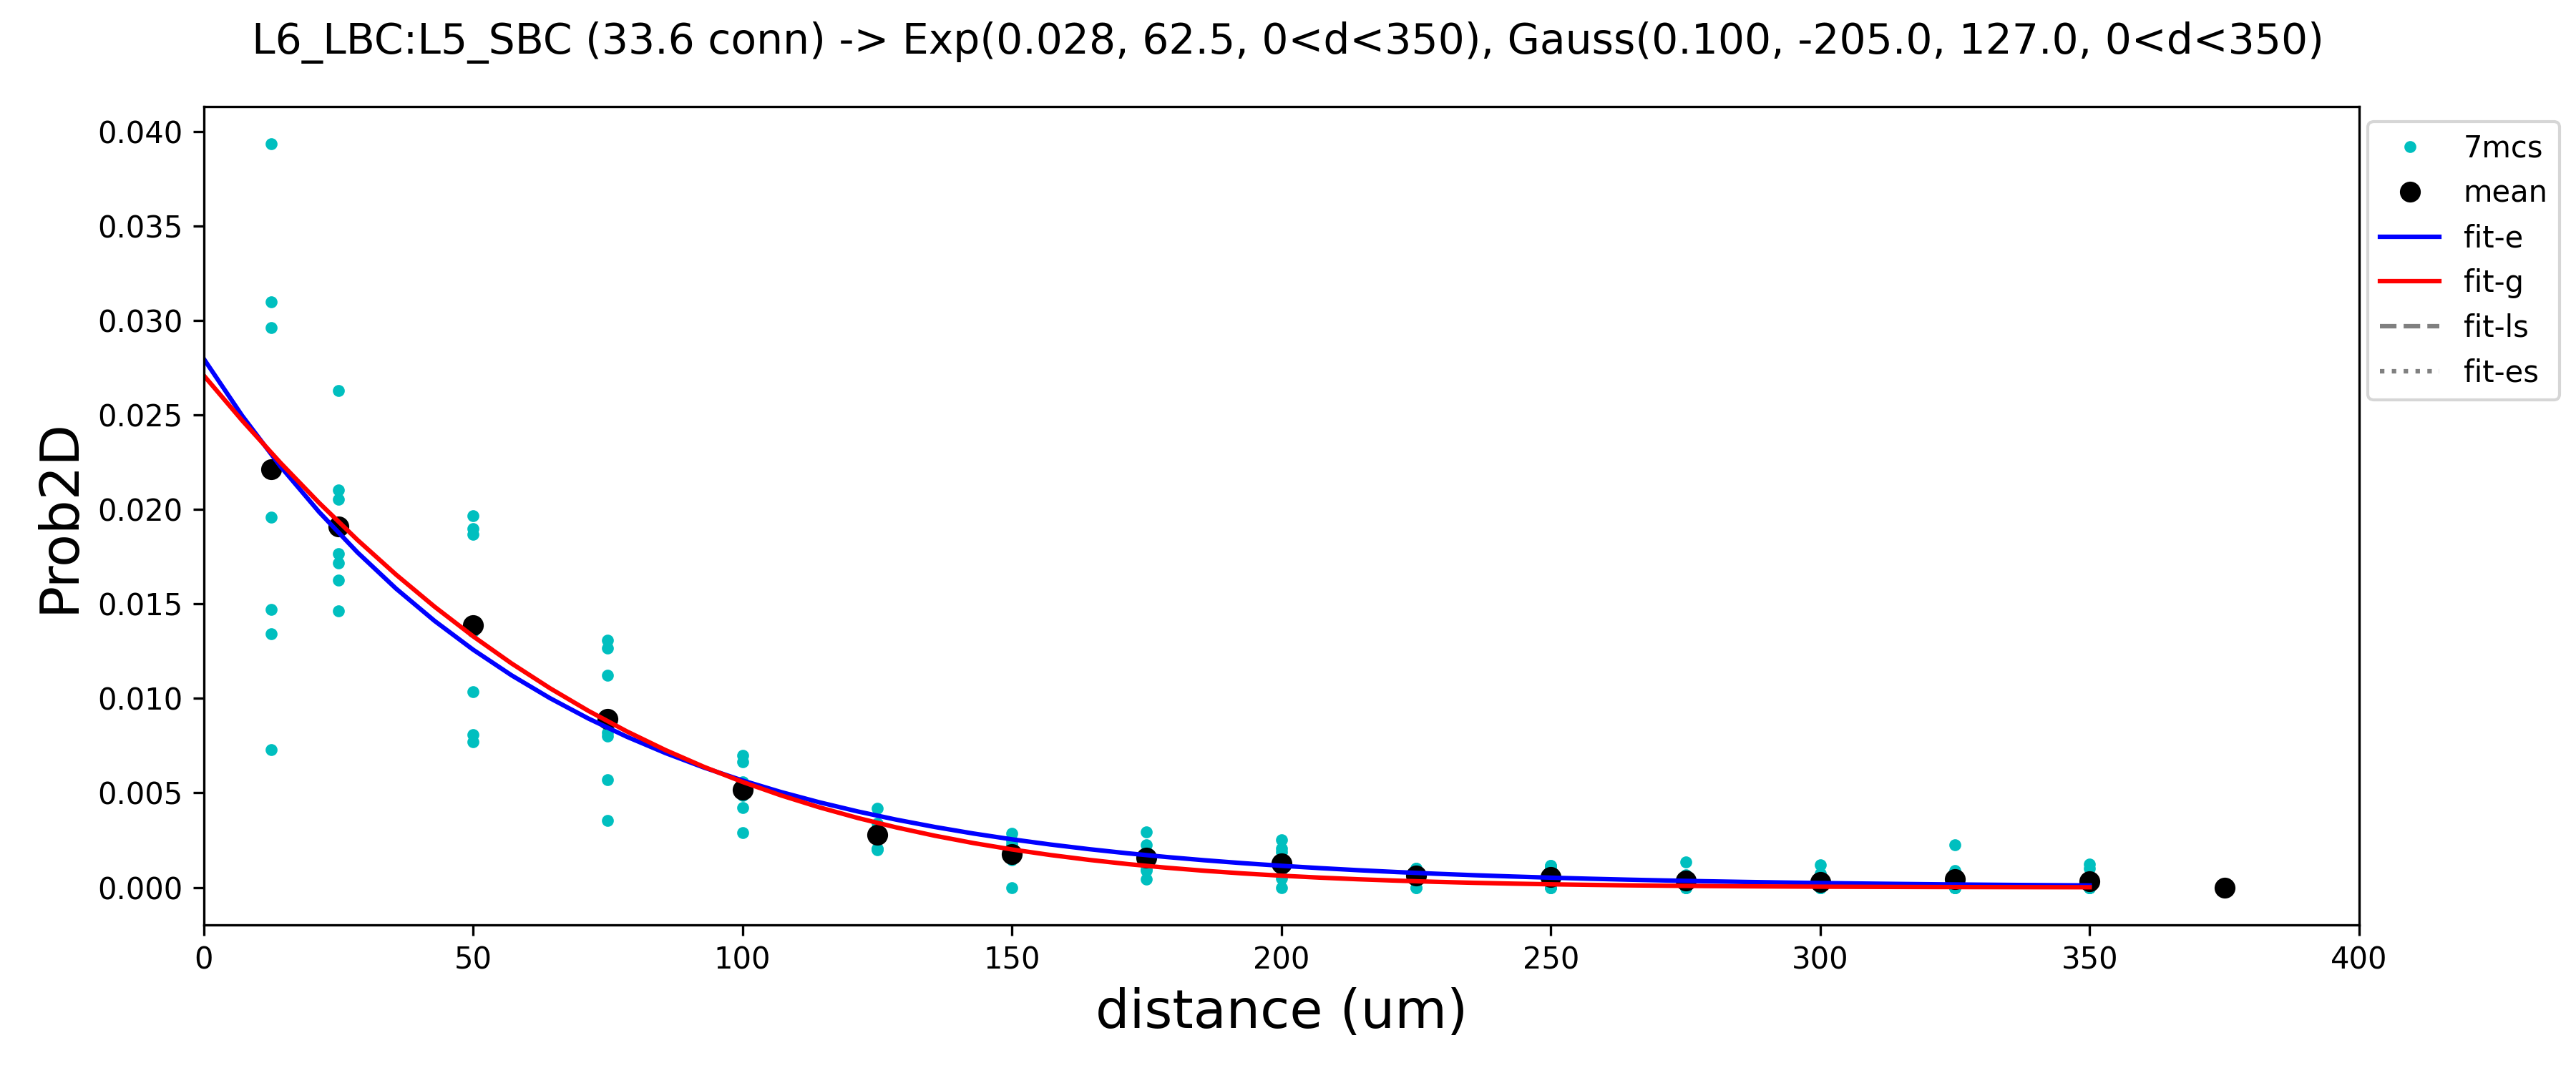 L6_LBC:L5_SBC (33.6 conn) -> Exp(0.028, 62.5, 0<d<350), Gauss(0.100, -205.0, 127.0, 0<d<350)
0.040
0.035
0.030
0.025
0.020
0.015
0.010
0.005
0.000
Prob2D
0 50 100 150 200 250 300 350 400
distance (um)
7mcs
mean
fit-e
fit-g
fit-ls
fit-es